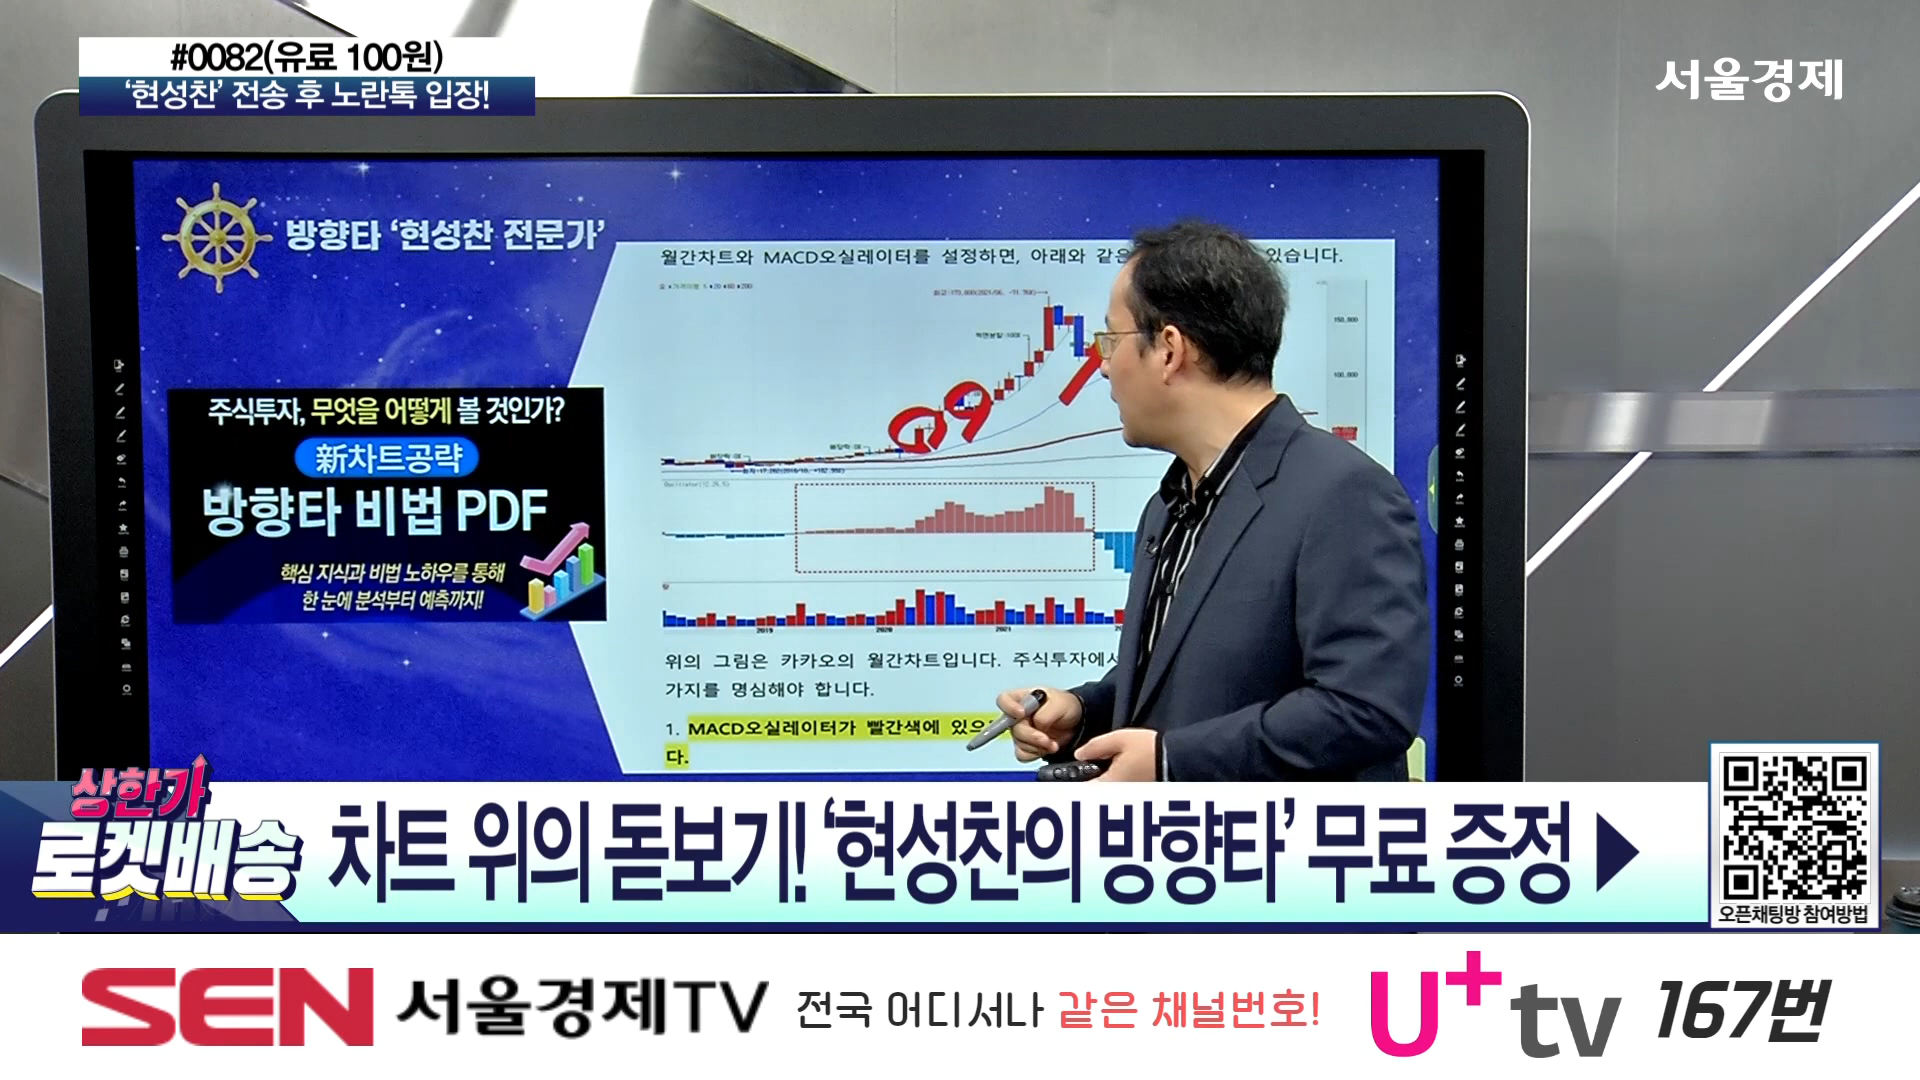 #0082(유료 100원)
‘현성찬’ 전송 후 노란톡 입장!
서울경제
방향타 ‘현성찬 전문가’
월간차트와 MACD오실레이터를 설정하면, 아래와 같은
있습니다.
주식투자, 무엇을 어떻게 볼 것인가?
新차트공략
방향타 비법 PDF
핵심 지식과 비법 노하우를 통해
한 눈에 분석부터 예측까지!
150,000
100,000
2019
2020
2021
위의 그림은 카카오의 월간차트입니다. 주식투자에서
가지를 명심해야 합니다.
1. MACD오실레이터가 빨간색에 있으
다.
상한가
로켓배송
차트 위의 돋보기! ‘현성찬의 방향타’ 무료 증정 ▶
오픈채팅방 참여방법
SEN 서울경제TV 전국 어디서나 같은 채널번호! U+tv 167번